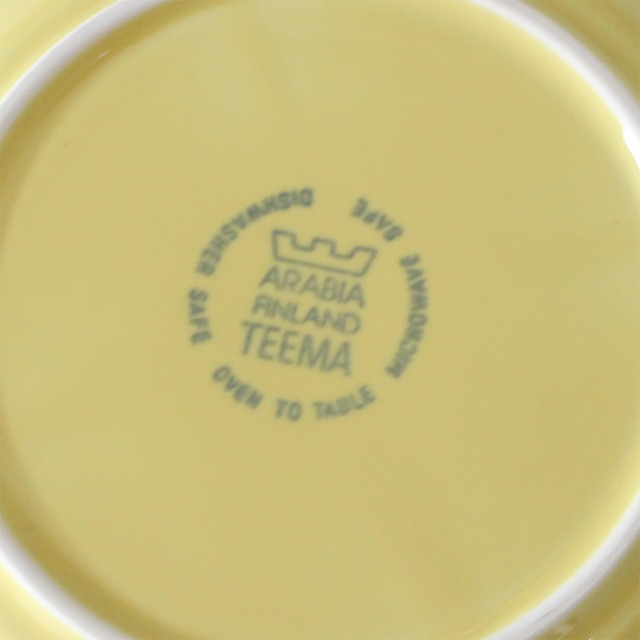 ARABIA
FINLAND
TEEMA
DISHWASHER SAFE
OVEN TO TABLE
MICROWAVE SAFE